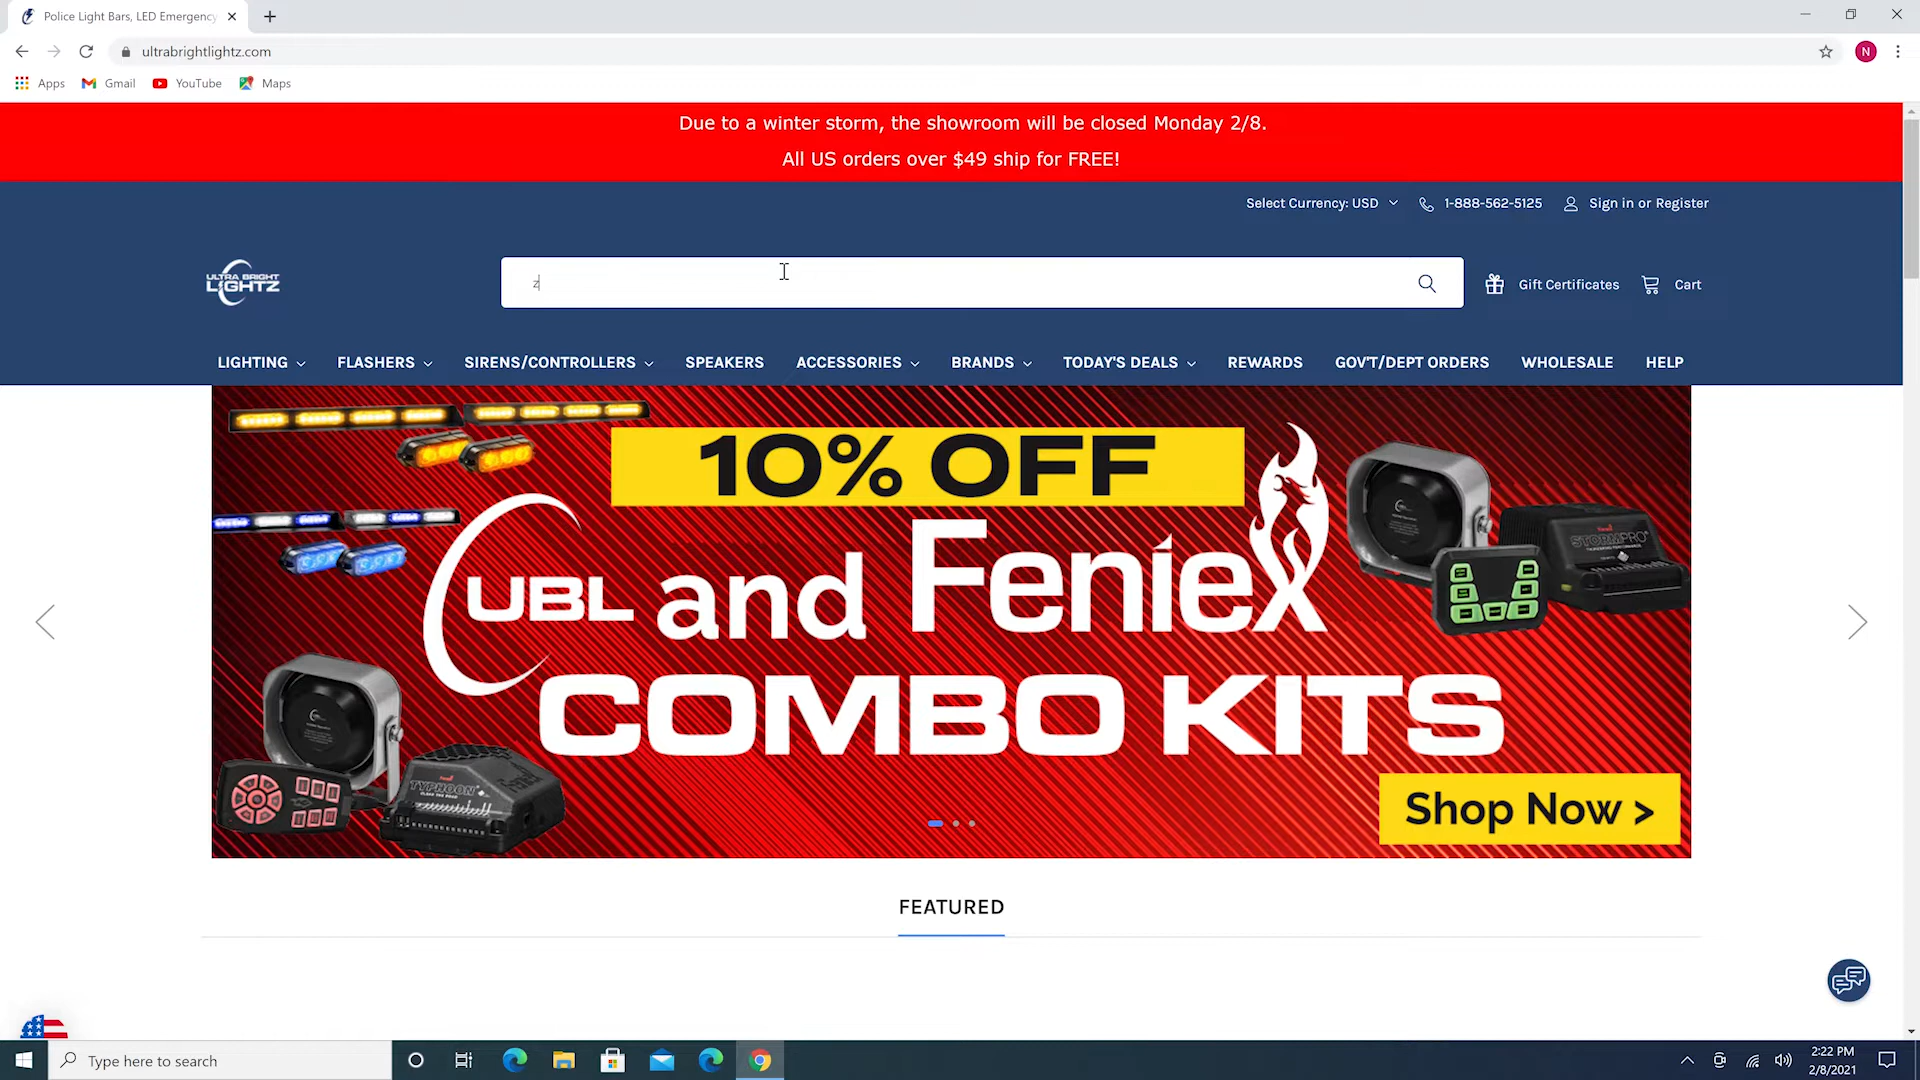 Police Light Bars, LED Emergency
ultrabrightlightz.com
N
Apps
Gmail
YouTube
Maps
Due to a winter storm, the showroom will be closed Monday 2/8.
All US orders over $49 ship for FREE!
Select Currency: USD
1-888-562-5125
Sign in or Register
ULTRA BRIGHT
LIGHTZ
z
Gift Certificates
Cart
LIGHTING
FLASHERS
SIRENS/CONTROLLERS
SPEAKERS
ACCESSORIES
BRANDS
TODAY'S DEALS
REWARDS
GOV'T/DEPT ORDERS
WHOLESALE
HELP
10% OFF
UBL and Feniex
COMBO KITS
STORMPRO
TYPHOON
Shop Now >
FEATURED
Type here to search
2:22 PM
2/8/2021